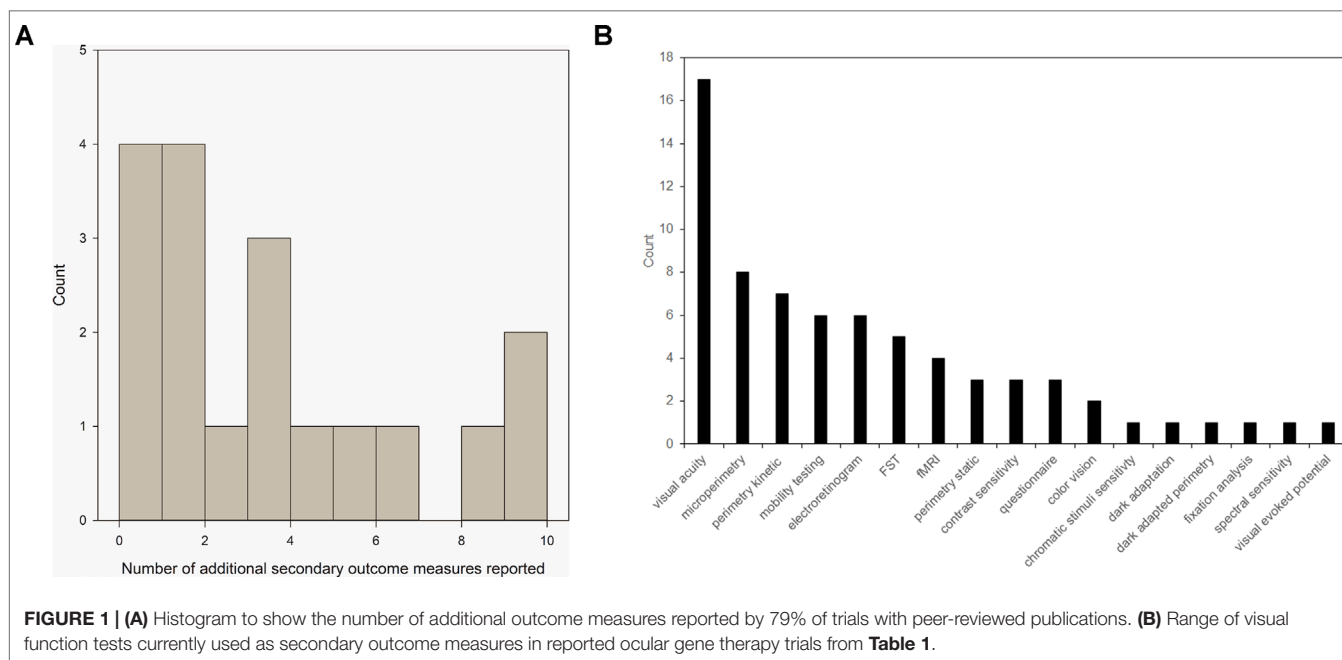 A
5
4
3
2
1
0
Count
0 2 4 6 8 10
Number of additional secondary outcome measures reported
B
18
16
14
12
10
8
6
4
2
0
Count
visual acuity
microperimetry
perimetry kinetic
mobility testing
electroretinogram
FST
fMRI
perimetry static
contrast sensitivity
questionnaire
color vision
chromatic stimuli sensitivty
dark adaptation
dark adapted perimetry
fixation analysis
spectral sensitivity
visual evoked potential
FIGURE 1 | (A) Histogram to show the number of additional outcome measures reported by 79% of trials with peer-reviewed publications. (B) Range of visual
function tests currently used as secondary outcome measures in reported ocular gene therapy trials from Table 1.